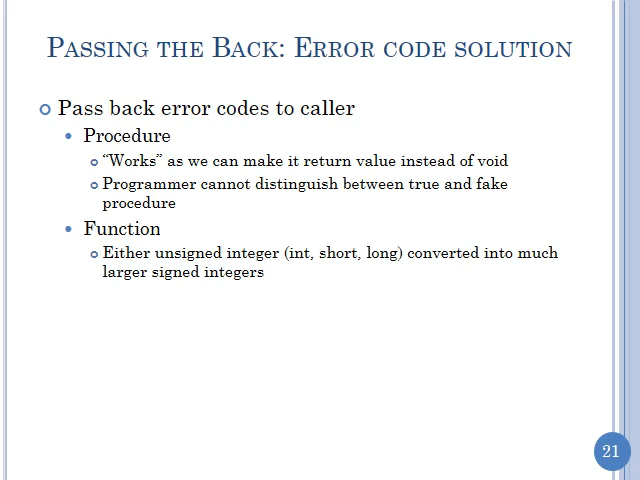 Passing the Back: Error code solution
Pass back error codes to caller
Procedure
“Works” as we can make it return value instead of void
Programmer cannot distinguish between true and fake
procedure
Function
Either unsigned integer (int, short, long) converted into much
larger signed integers
21